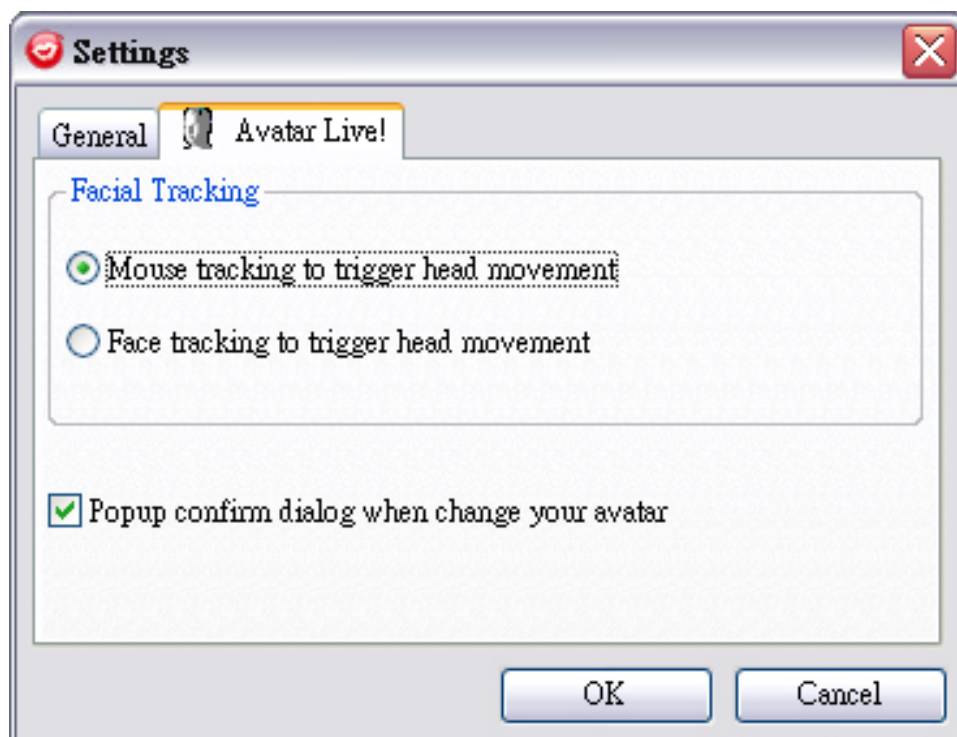 Settings
General
Avatar Live!
Facial Tracking
Mouse tracking to trigger head movement
Face tracking to trigger head movement
Popup confirm dialog when change your avatar
OK
Cancel